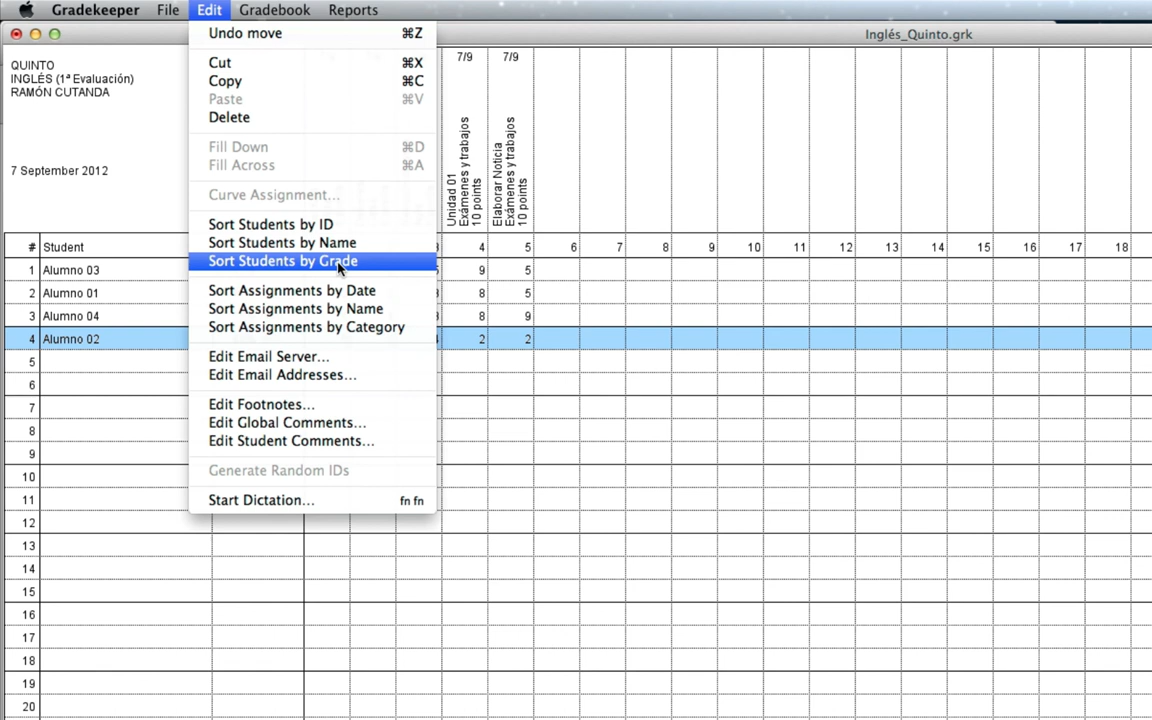 Gradekeeper File Edit Gradebook Reports
Inglés_Quinto.grk
Undo move ⌘Z
Cut ⌘X
Copy ⌘C
Paste ⌘V
Delete
Fill Down ⌘D
Fill Across ⌘A
Curve Assignment...
Sort Students by ID
Sort Students by Name
Sort Students by Grade
Sort Assignments by Date
Sort Assignments by Name
Sort Assignments by Category
Edit Email Server...
Edit Email Addresses...
Edit Footnotes...
Edit Global Comments...
Edit Student Comments...
Generate Random IDs
Start Dictation... fn fn
QUINTO
INGLÉS (1ª Evaluación)
RAMÓN CUTANDA
7 September 2012
7/9 7/9
Unidad 01
Exámenes y trabajos
10 points
Elaborar Noticia
Exámenes y trabajos
10 points
# Student 4 5 6 7 8 9 10 11 12 13 14 15 16 17 18
1 Alumno 03 9 5
2 Alumno 01 8 5
3 Alumno 04 8 9
4 Alumno 02 2 2
5
6
7
8
9
10
11
12
13
14
15
16
17
18
19
20